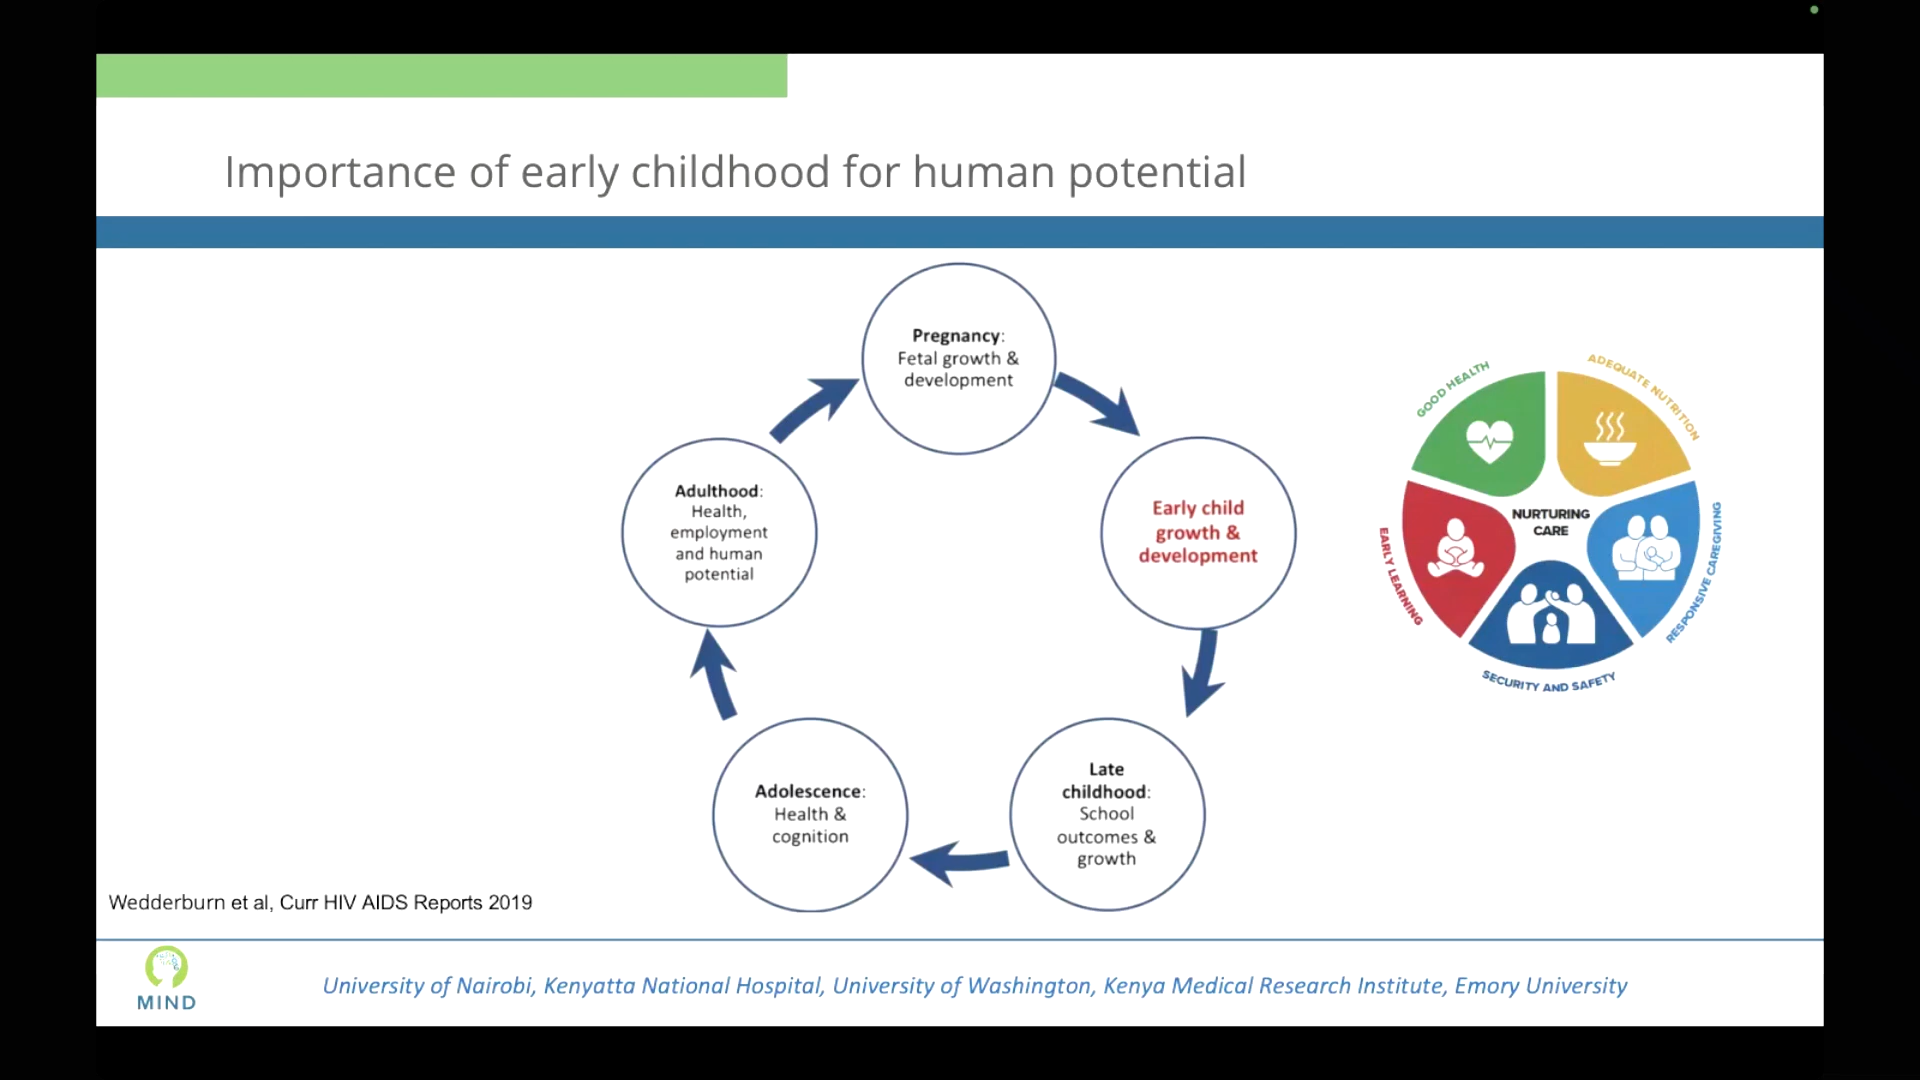 Importance of early childhood for human potential
Pregnancy:
Fetal growth &
development
Early child
growth &
development
Late
childhood:
School
outcomes &
growth
Adolescence:
Health &
cognition
Adulthood:
Health,
employment
and human
potential
GOOD HEALTH
ADEQUATE NUTRITION
RESPONSIVE CAREGIVING
SECURITY AND SAFETY
EARLY LEARNING
NURTURING
CARE
Wedderburn et al, Curr HIV AIDS Reports 2019
MIND
University of Nairobi, Kenyatta National Hospital, University of Washington, Kenya Medical Research Institute, Emory University